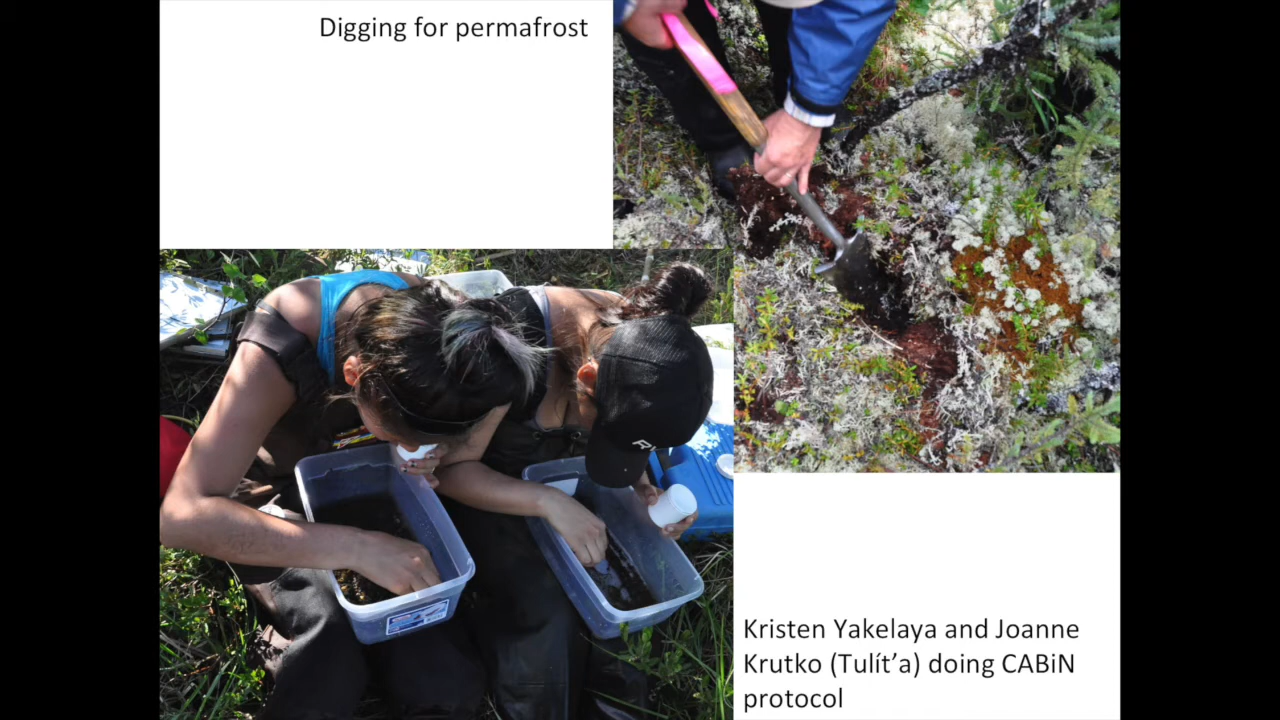 Digging for permafrost
Kristen Yakelaya and Joanne
Krutko (Tulít’a) doing CABiN
protocol